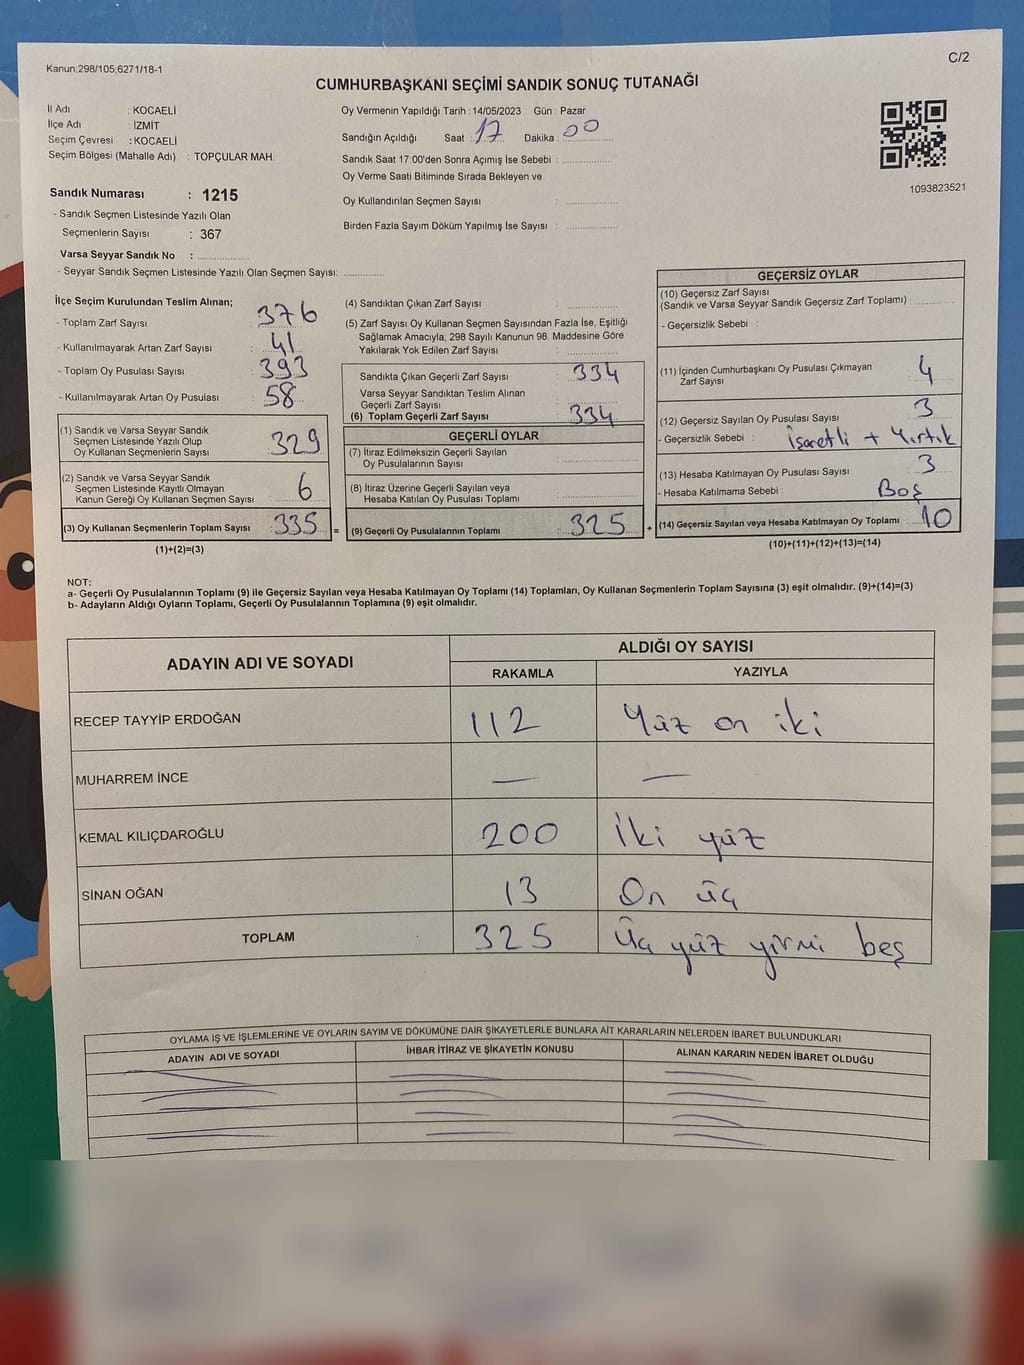 Kanun;298/105;6271/18-1
C/2
CUMHURBAŞKANI SEÇİMİ SANDIK SONUÇ TUTANAĞI
İl Adı : KOCAELİ
İlçe Adı : İZMİT
Seçim Çevresi : KOCAELİ
Seçim Bölgesi (Mahalle Adı) : TOPÇULAR MAH.
Oy Vermenin Yapıldığı Tarih : 14/05/2023 Gün : Pazar
Sandığın Açıldığı Saat : 17 Dakika : 00
Sandık Saat 17:00'den Sonra Açımış İse Sebebi :
Oy Verme Saati Bitiminde Sırada Bekleyen ve
Oy Kullandırılan Seçmen Sayısı :
Birden Fazla Sayım Döküm Yapılmış İse Sayısı :
1093823521
Sandık Numarası : 1215
- Sandık Seçmen Listesinde Yazılı Olan
Seçmenlerin Sayısı : 367
Varsa Seyyar Sandık No :
- Seyyar Sandık Seçmen Listesinde Yazılı Olan Seçmen Sayısı:
İlçe Seçim Kurulundan Teslim Alınan;
- Toplam Zarf Sayısı : 376
- Kullanılmayarak Artan Zarf Sayısı : 41
- Toplam Oy Pusulası Sayısı : 393
- Kullanılmayarak Artan Oy Pusulası : 58
(1) Sandık ve Varsa Seyyar Sandık
Seçmen Listesinde Yazılı Olup
Oy Kullanan Seçmenlerin Sayısı : 329
(2) Sandık ve Varsa Seyyar Sandık
Seçmen Listesinde Kayıtlı Olmayan
Kanun Gereği Oy Kullanan Seçmen Sayısı : 6
(3) Oy Kullanan Seçmenlerin Toplam Sayısı : 335 =
(1)+(2)=(3)
(4) Sandıktan Çıkan Zarf Sayısı :
(5) Zarf Sayısı Oy Kullanan Seçmen Sayısından Fazla İse, Eşitliği
Sağlamak Amacıyla; 298 Sayılı Kanunun 98. Maddesine Göre
Yakılarak Yok Edilen Zarf Sayısı :
Sandıkta Çıkan Geçerli Zarf Sayısı : 334
Varsa Seyyar Sandıktan Teslim Alınan
Geçerli Zarf Sayısı :
(6) Toplam Geçerli Zarf Sayısı : 334
GEÇERLİ OYLAR
(7) İtiraz Edilmeksizin Geçerli Sayılan
Oy Pusulalarının Sayısı :
(8) İtiraz Üzerine Geçerli Sayılan veya
Hesaba Katılan Oy Pusulası Toplamı :
(9) Geçerli Oy Pusulalarının Toplamı : 325 +
GEÇERSİZ OYLAR
(10) Geçersiz Zarf Sayısı
(Sandık ve Varsa Seyyar Sandık Geçersiz Zarf Toplamı) :
- Geçersizlik Sebebi :
(11) İçinden Cumhurbaşkanı Oy Pusulası Çıkmayan
Zarf Sayısı : 4
(12) Geçersiz Sayılan Oy Pusulası Sayısı : 3
- Geçersizlik Sebebi : İşaretli + Yırtık
(13) Hesaba Katılmayan Oy Pusulası Sayısı : 3
- Hesaba Katılmama Sebebi : Boş
(14) Geçersiz Sayılan veya Hesaba Katılmayan Oy Toplamı : 10
(10)+(11)+(12)+(13)=(14)
NOT:
a- Geçerli Oy Pusulalarının Toplamı (9) ile Geçersiz Sayılan veya Hesaba Katılmayan Oy Toplamı (14) Toplamları, Oy Kullanan Seçmenlerin Toplam Sayısına (3) eşit olmalıdır. (9)+(14)=(3)
b- Adayların Aldığı Oyların Toplamı, Geçerli Oy Pusulalarının Toplamına (9) eşit olmalıdır.
ADAYIN ADI VE SOYADI
ALDIĞI OY SAYISI
RAKAMLA YAZIYLA
RECEP TAYYİP ERDOĞAN 112 Yüz on iki
MUHARREM İNCE — —
KEMAL KILIÇDAROĞLU 200 İki yüz
SİNAN OĞAN 13 On üç
TOPLAM 325 Üç yüz yirmi beş
OYLAMA İŞ VE İŞLEMLERİNE VE OYLARIN SAYIM VE DÖKÜMÜNE DAİR ŞİKAYETLERLE BUNLARA AİT KARARLARIN NELERDEN İBARET BULUNDUKLARI
ADAYIN ADI VE SOYADI İHBAR İTİRAZ VE ŞİKAYETİN KONUSU ALINAN KARARIN NEDEN İBARET OLDUĞU